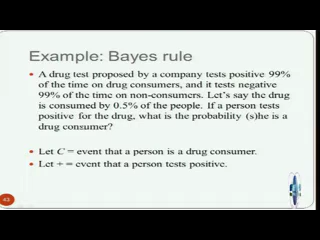 Example: Bayes rule
• A drug test proposed by a company tests positive 99%
of the time on drug consumers, and it tests negative
99% of the time on non-consumers. Let's say the drug
is consumed by 0.5% of the people. If a person tests
positive for the drug, what is the probability (s)he is a
drug consumer?
• Let C = event that a person is a drug consumer.
• Let + = event that a person tests positive.
43